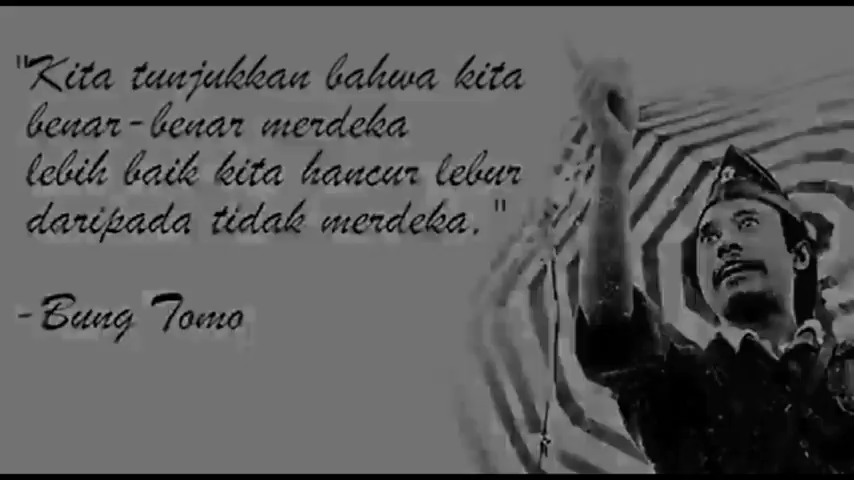 "Kita tunjukkan bahwa kita
benar-benar merdeka
lebih baik kita hancur lebur
daripada tidak merdeka."
-Bung Tomo